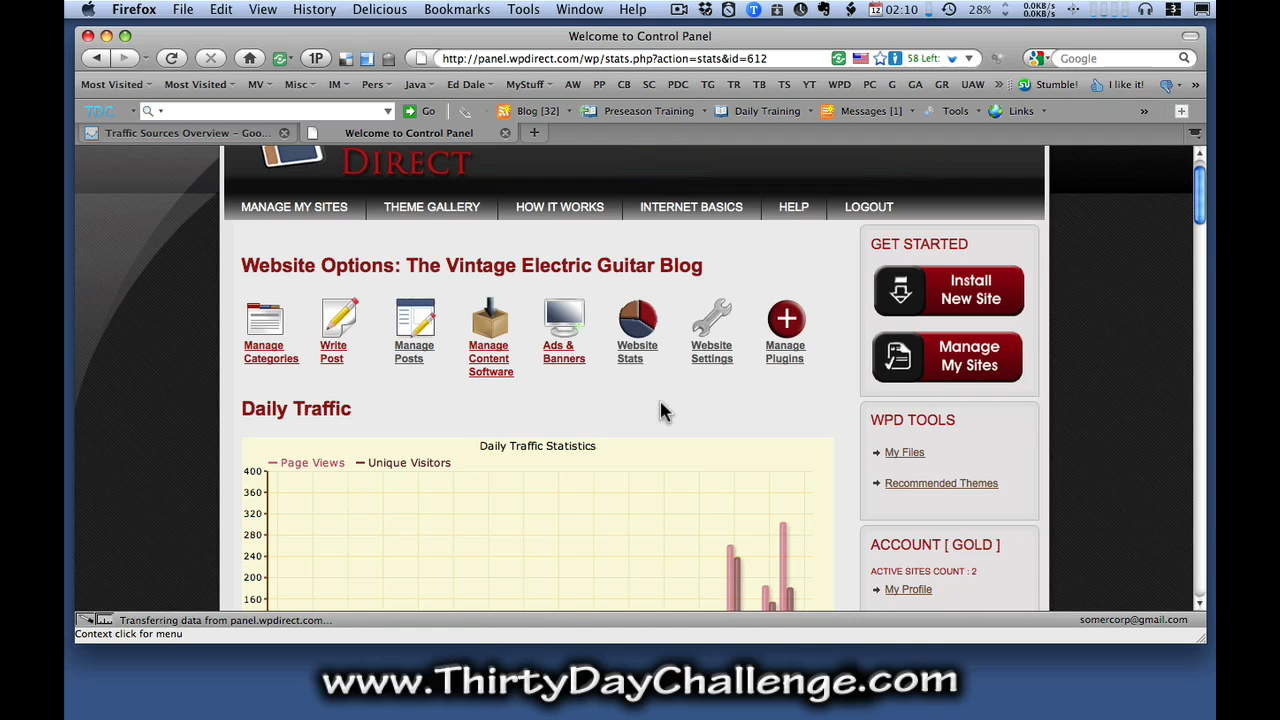 Firefox File Edit View History Delicious Bookmarks Tools Window Help 12 02:10 28% 0.0KB/s 0.0KB/s 3
Welcome to Control Panel
1P http://panel.wpdirect.com/wp/stats.php?action=stats&id=612 58 Left: Google
Most Visited Most Visited MV Misc IM Pers Java Ed Dale MyStuff AW PP CB SC PDC TG TR TB TS YT WPD PC G GA GR UAW » Stumble! I like it! »
TDC Go Blog (32) Preseason Training Daily Training Messages [1] Tools Links »
Traffic Sources Overview – Goo... Welcome to Control Panel
DIRECT
MANAGE MY SITES THEME GALLERY HOW IT WORKS INTERNET BASICS HELP LOGOUT
Website Options: The Vintage Electric Guitar Blog
Manage Categories
Write Post
Manage Posts
Manage Content Software
Ads & Banners
Website Stats
Website Settings
Manage Plugins
Daily Traffic
Daily Traffic Statistics
Page Views Unique Visitors
400
360
320
280
240
200
160
GET STARTED
Install New Site
Manage My Sites
WPD TOOLS
My Files
Recommended Themes
ACCOUNT [ GOLD ]
ACTIVE SITES COUNT : 2
My Profile
Transferring data from panel.wpdirect.com... somercorp@gmail.com
Context click for menu
www.ThirtyDayChallenge.com